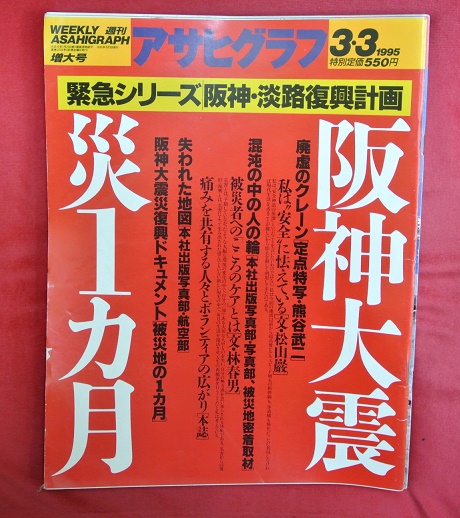 WEEKLY 週刊
ASAHIGRAPH
増大号
アサヒグラフ
3・3 1995
特別定価550円
緊急シリーズ阪神・淡路復興計画
阪神大震
災1カ月
廃虚のクレーン[定点特写・熊谷武二]
私は“安全”に怯えている[文・松山巖]
混沌の中の人の輪[本社出版写真部・写真部、被災地密着取材]
被災者へのこころのケアとは[文・林春男]
痛みを共有する人々とボランティアの広がり[本誌]
失われた地図[本社出版写真部・航空部]
阪神大震災復興ドキュメント[被災地の1カ月]